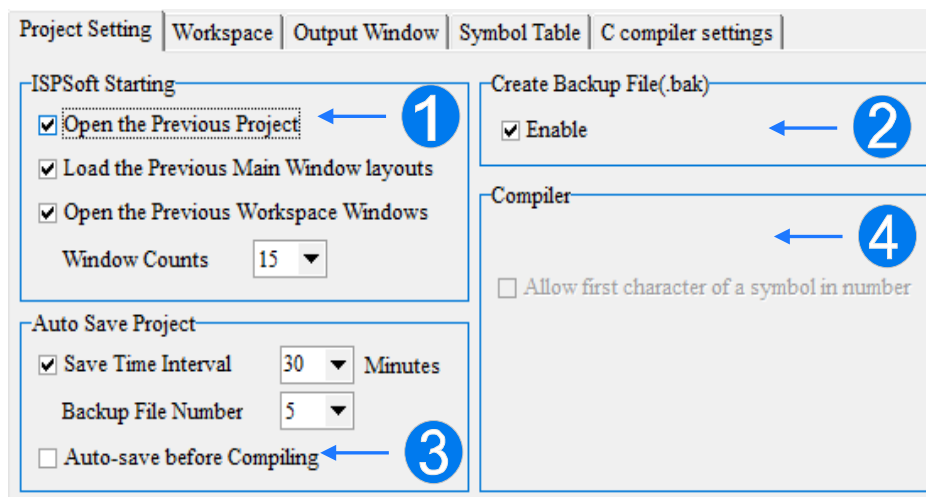 Project Setting Workspace Output Window Symbol Table C compiler settings
ISPSoft Starting
Open the Previous Project
1
Load the Previous Main Window layouts
Open the Previous Workspace Windows
Window Counts 15
Create Backup File(.bak)
Enable
2
Auto Save Project
Save Time Interval 30 Minutes
Backup File Number 5
Auto-save before Compiling
3
Compiler
4
Allow first character of a symbol in number